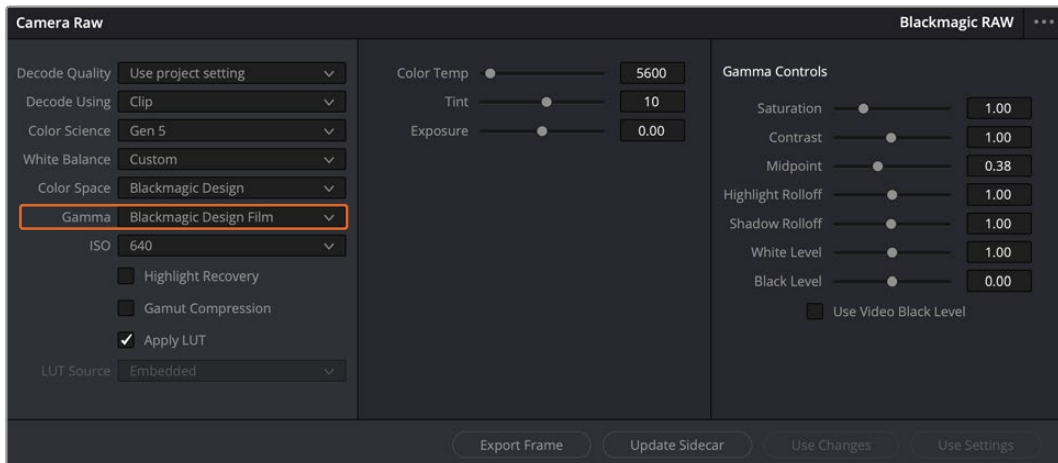 Camera Raw
Blackmagic RAW
Decode Quality Use project setting
Decode Using Clip
Color Science Gen 5
White Balance Custom
Color Space Blackmagic Design
Gamma Blackmagic Design Film
ISO 640
Highlight Recovery
Gamut Compression
Apply LUT
LUT Source Embedded
Color Temp 5600
Tint 10
Exposure 0.00
Gamma Controls
Saturation 1.00
Contrast 1.00
Midpoint 0.38
Highlight Rolloff 1.00
Shadow Rolloff 1.00
White Level 1.00
Black Level 0.00
Use Video Black Level
Export Frame
Update Sidecar
Use Changes
Use Settings